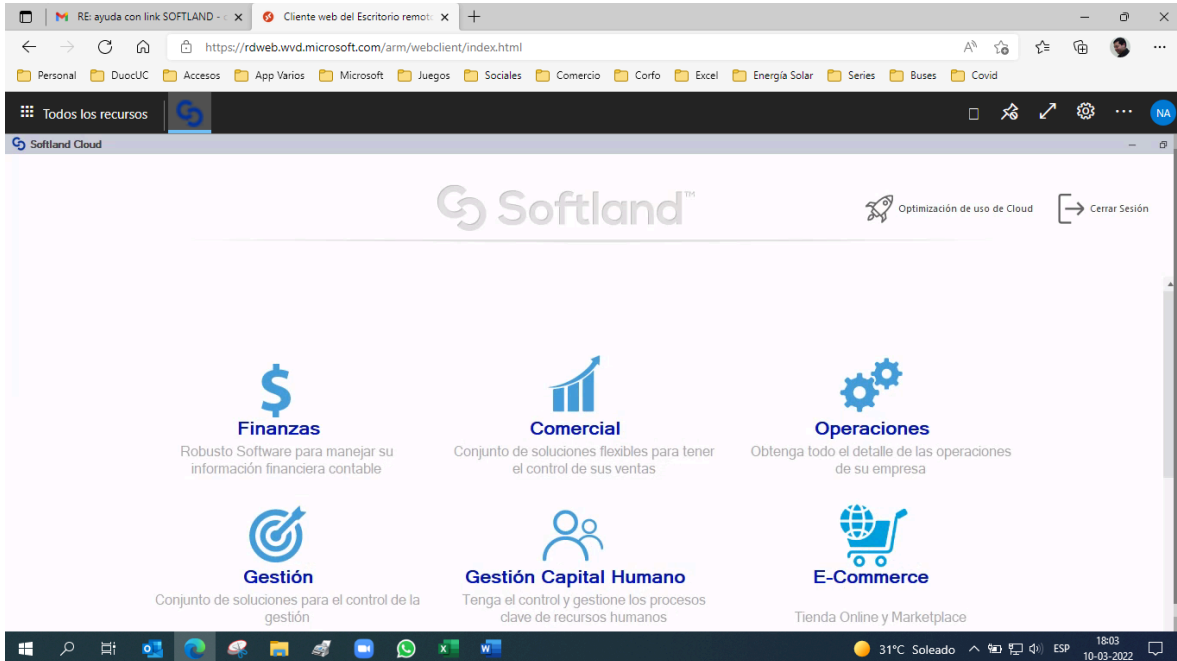 RE: ayuda con link SOFTLAND -
Cliente web del Escritorio remoto
https://rdweb.wvd.microsoft.com/arm/webclient/index.html
Personal DuocUC Accesos App Varios Microsoft Juegos Sociales Comercio Corfo Excel Energía Solar Series Buses Covid
Todos los recursos
NA
Softland Cloud
Softland™
Optimización de uso de Cloud
Cerrar Sesión
Finanzas
Robusto Software para manejar su
información financiera contable
Comercial
Conjunto de soluciones flexibles para tener
el control de sus ventas
Operaciones
Obtenga todo el detalle de las operaciones
de su empresa
Gestión
Conjunto de soluciones para el control de la
gestión
Gestión Capital Humano
Tenga el control y gestione los procesos
clave de recursos humanos
E-Commerce
Tienda Online y Marketplace
31°C Soleado
ESP
18:03
10-03-2022